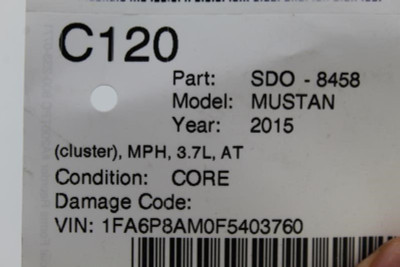 C120
Part: SDO - 8458
Model: MUSTAN
Year: 2015
(cluster), MPH, 3.7L, AT
Condition: CORE
Damage Code:
VIN: 1FA6P8AM0F5403760